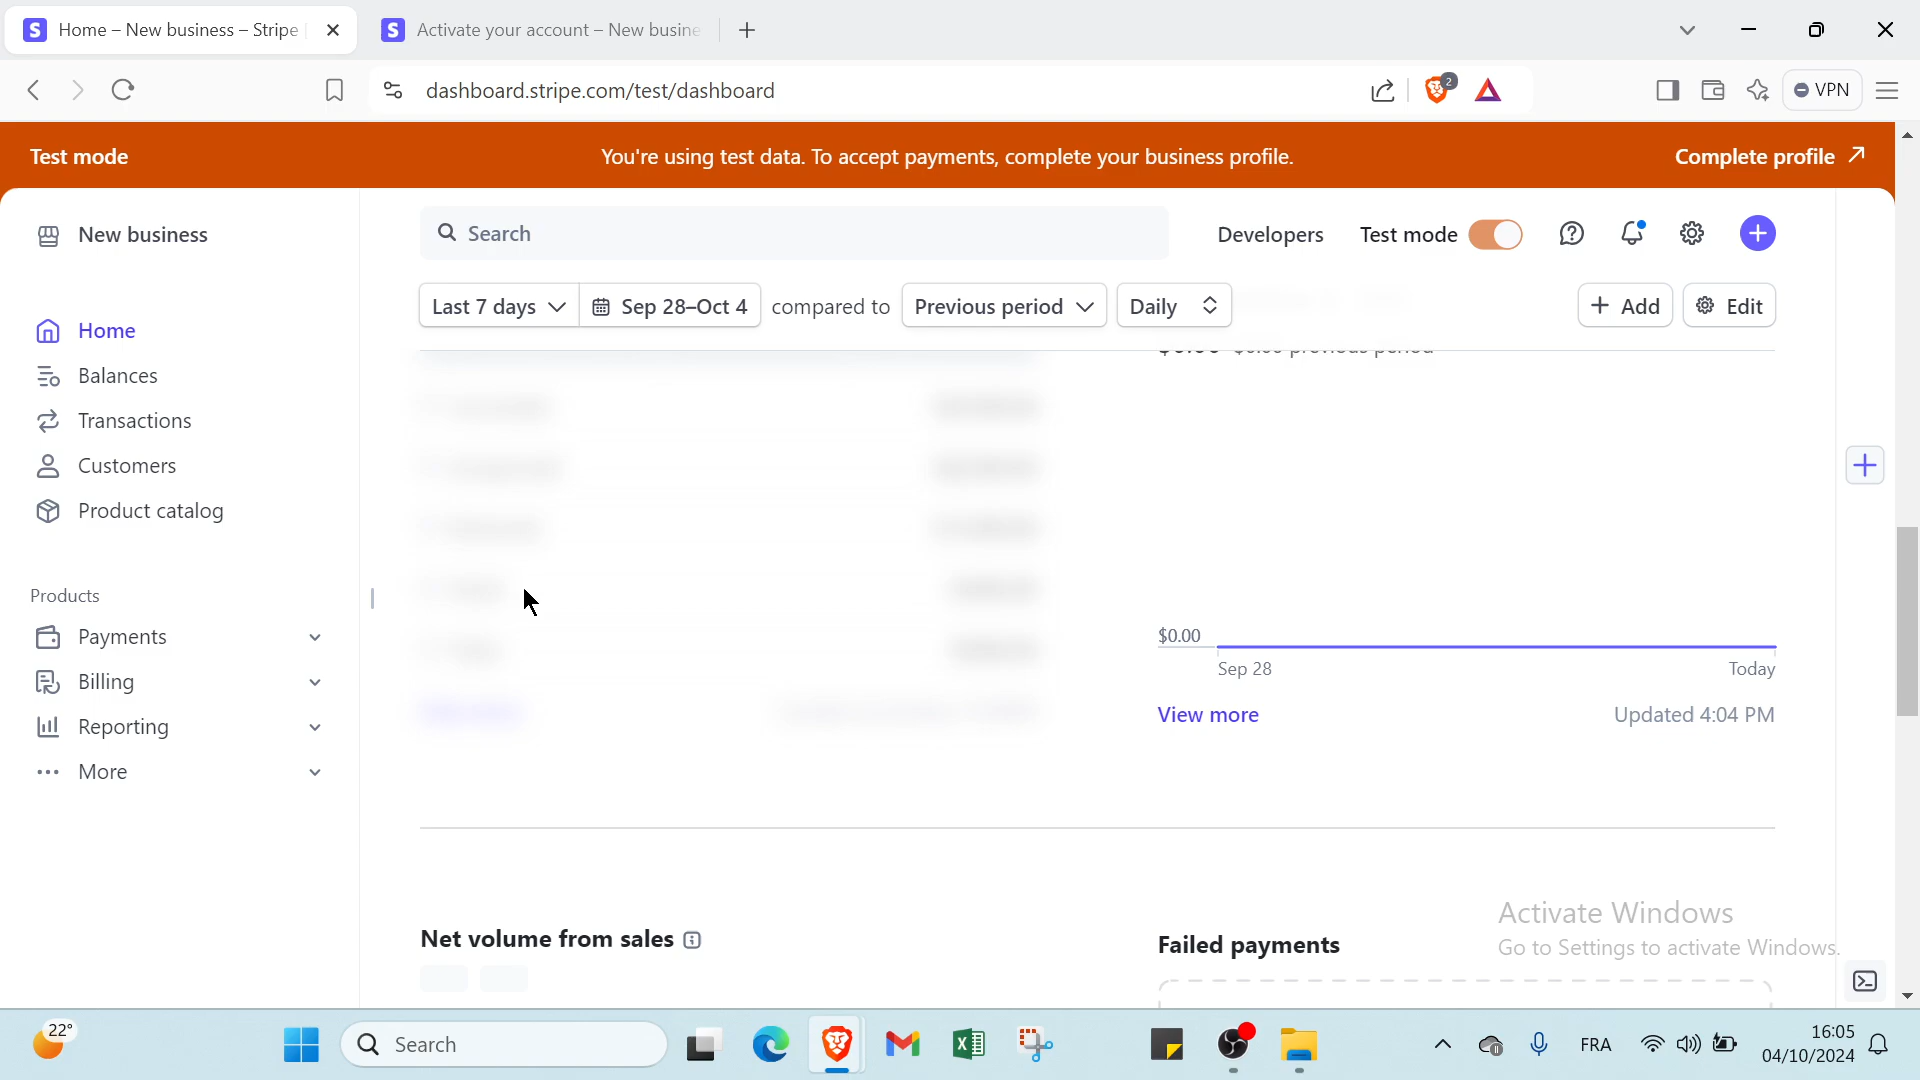 Home – New business – Stripe
Activate your account – New busine
dashboard.stripe.com/test/dashboard
2
VPN
Test mode
You're using test data. To accept payments, complete your business profile.
Complete profile
New business
Search
Developers
Test mode
Last 7 days
Sep 28–Oct 4
compared to
Previous period
Daily
+ Add
Edit
Home
Balances
Transactions
Customers
Product catalog
Products
Payments
Billing
Reporting
More
$0.00
Sep 28
Today
View more
Updated 4:04 PM
Net volume from sales
Failed payments
Activate Windows
Go to Settings to activate Windows.
22°
Search
FRA
16:05
04/10/2024